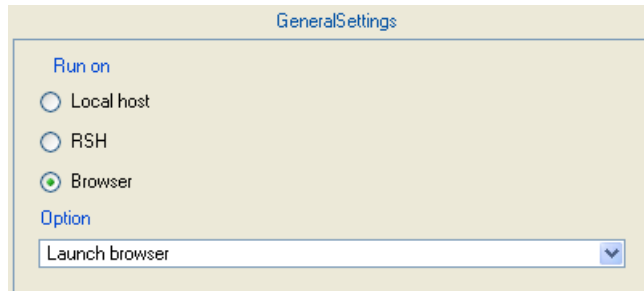 GeneralSettings
Run on
Local host
RSH
Browser
Option
Launch browser